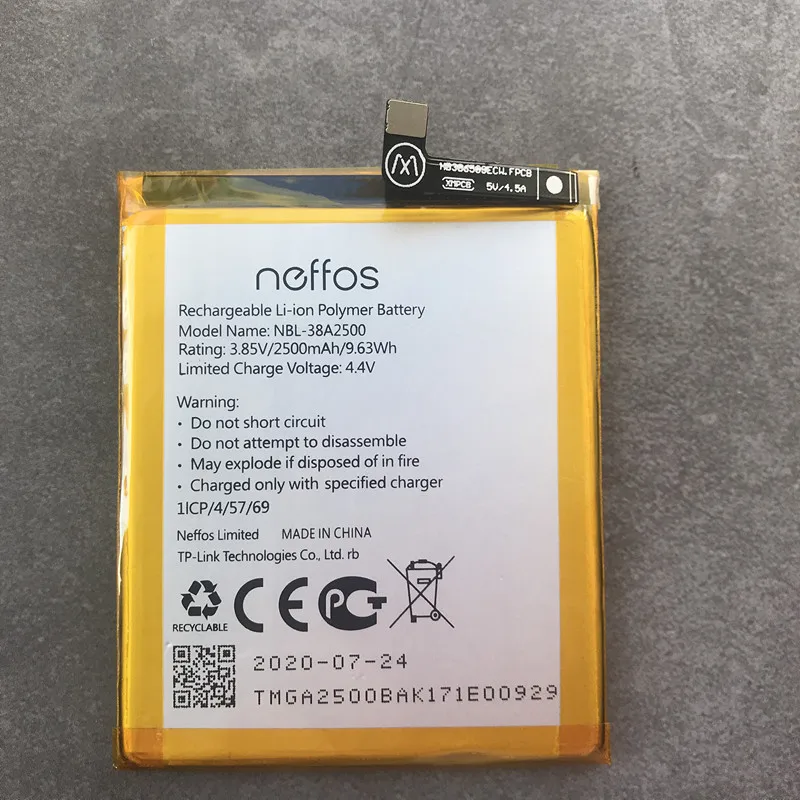 HB386589ECW.FPCB
XMPCB 5V/4.5A
neffos
Rechargeable Li-ion Polymer Battery
Model Name: NBL-38A2500
Rating: 3.85V/2500mAh/9.63Wh
Limited Charge Voltage: 4.4V
Warning:
• Do not short circuit
• Do not attempt to disassemble
• May explode if disposed of in fire
• Charged only with specified charger
1ICP/4/57/69
Neffos Limited MADE IN CHINA
TP-Link Technologies Co., Ltd. rb
RECYCLABLE
2020-07-24
TMGA2500BAK171E00929